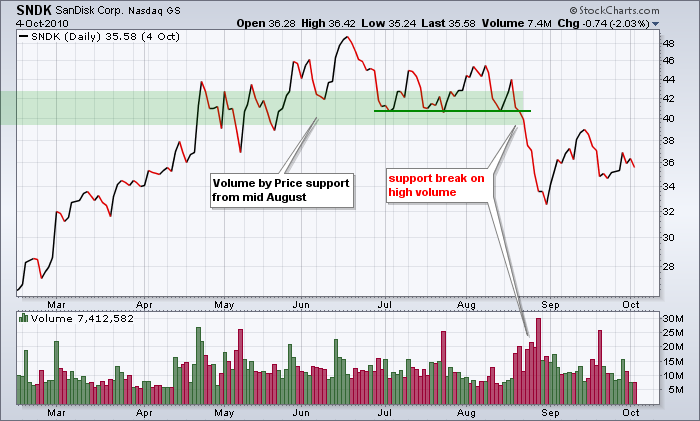 SNDK SanDisk Corp. Nasdaq GS
© StockCharts.com
4-Oct-2010
Open 36.28 High 36.42 Low 35.24 Last 35.58 Volume 7.4M Chg -0.74 (-2.03%)
SNDK (Daily) 35.58 (4 Oct)
48
46
44
42
40
38
36
34
32
30
28
Volume by Price support
from mid August
support break on
high volume
Mar Apr May Jun Jul Aug Sep Oct
Volume 7,412,582
30M
25M
20M
15M
10M
5M
Mar Apr May Jun Jul Aug Sep Oct